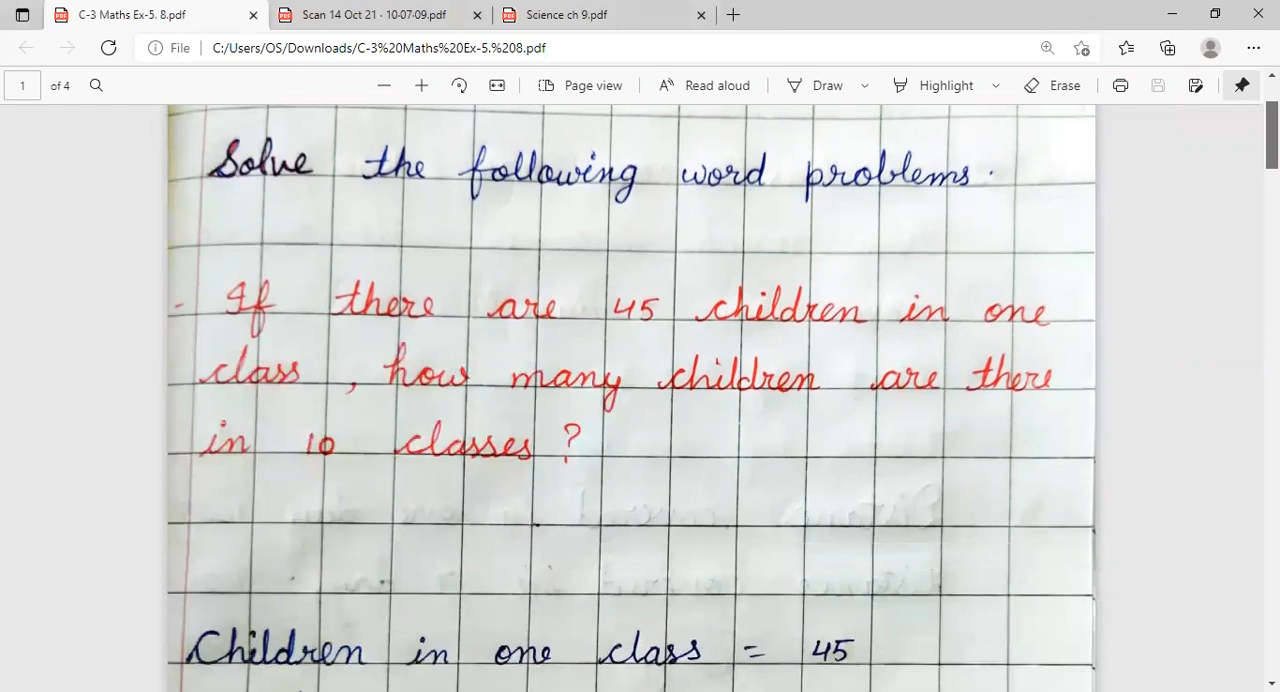 C-3 Maths Ex-5. 8.pdf
Scan 14 Oct 21 · 10-07-09.pdf
Science ch 9.pdf
File
C:/Users/OS/Downloads/C-3%20Maths%20Ex-5.%208.pdf
1 of 4
Page view
Read aloud
Draw
Highlight
Erase
Solve the following word problems.
- If there are 45 children in one
class, how many children are there
in 10 classes?
Children in one class = 45